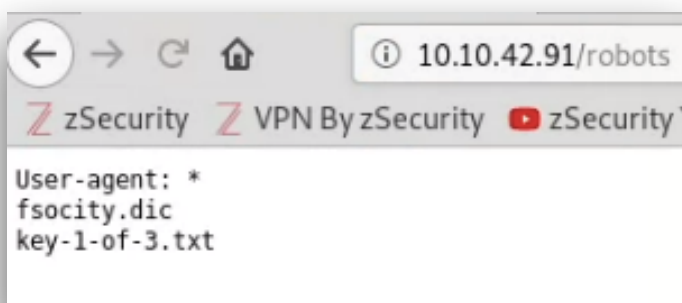 10.10.42.91/robots
zSecurity VPN By zSecurity zSecurity
User-agent: *
fsocity.dic
key-1-of-3.txt